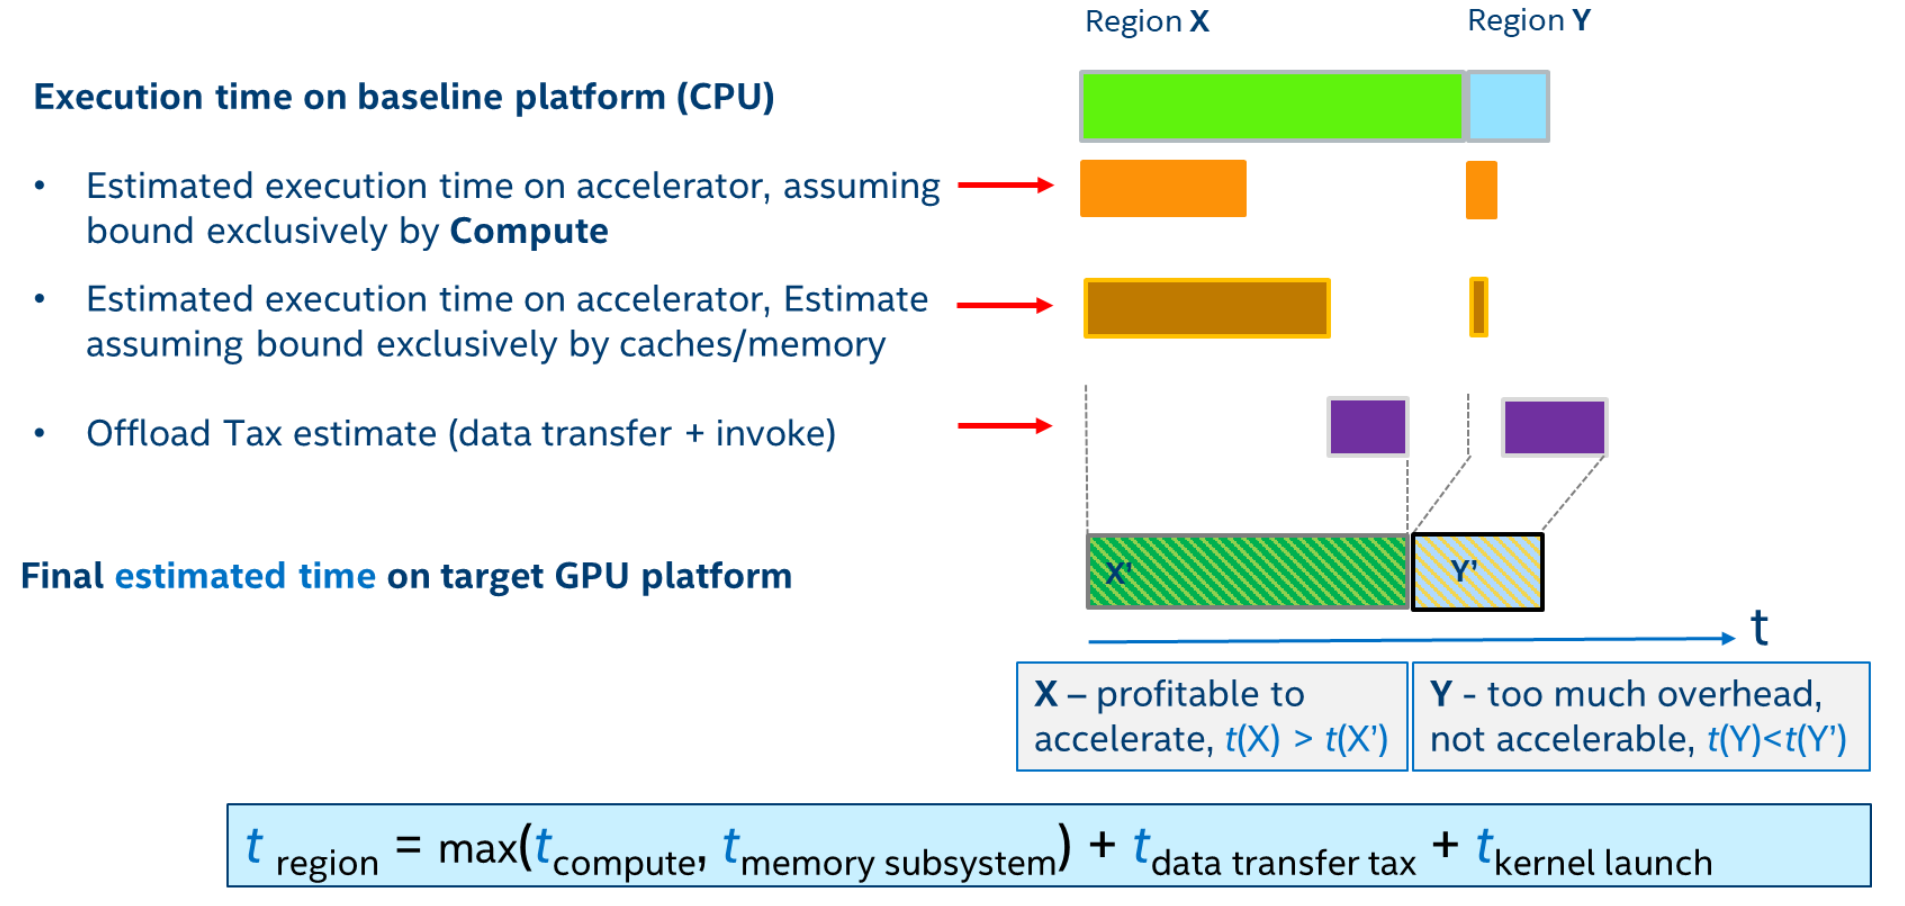 Region X
Region Y
Execution time on baseline platform (CPU)
• Estimated execution time on accelerator, assuming
bound exclusively by Compute
• Estimated execution time on accelerator, Estimate
assuming bound exclusively by caches/memory
• Offload Tax estimate (data transfer + invoke)
Final estimated time on target GPU platform
X'
Y'
t
X – profitable to
accelerate, t(X) > t(X')
Y - too much overhead,
not accelerable, t(Y)<t(Y')
t region = max(t compute, t memory subsystem) + t data transfer tax + t kernel launch